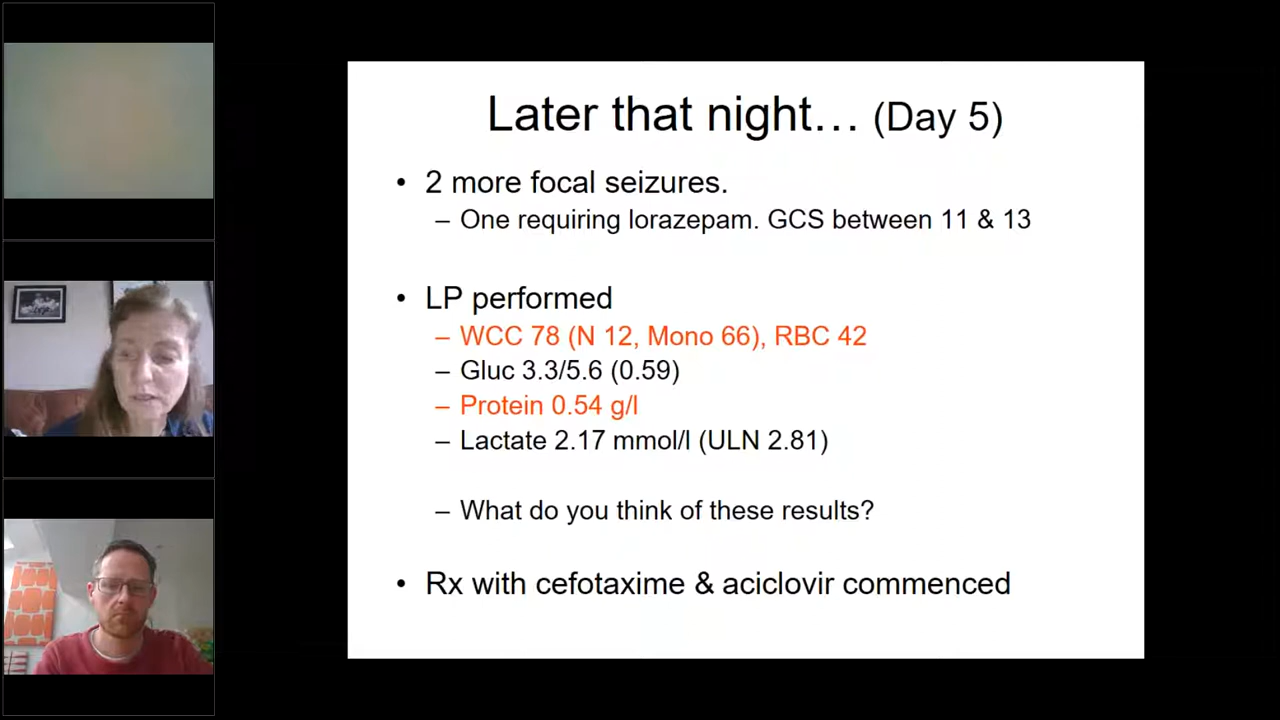 Later that night… (Day 5)
• 2 more focal seizures.
– One requiring lorazepam. GCS between 11 & 13
• LP performed
– WCC 78 (N 12, Mono 66), RBC 42
– Gluc 3.3/5.6 (0.59)
– Protein 0.54 g/l
– Lactate 2.17 mmol/l (ULN 2.81)
– What do you think of these results?
• Rx with cefotaxime & aciclovir commenced